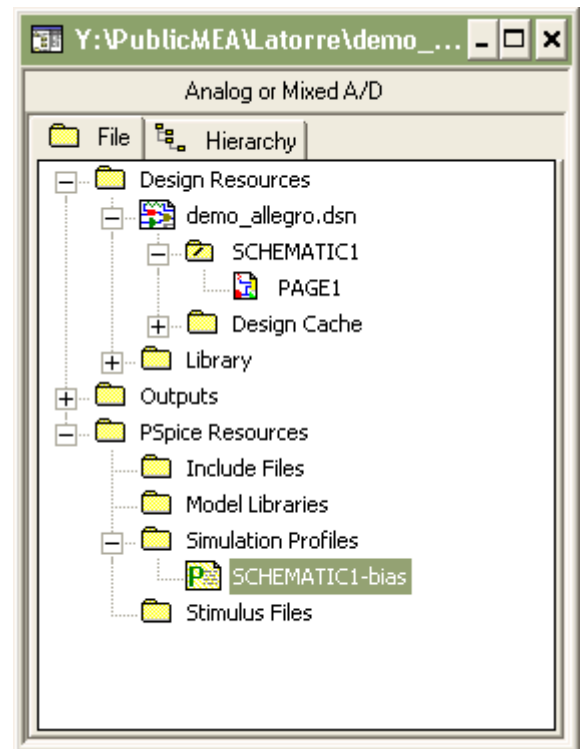 Y:\PublicMEA\Latorre\demo_...
Analog or Mixed A/D
File Hierarchy
Design Resources
demo_allegro.dsn
SCHEMATIC1
PAGE1
Design Cache
Library
Outputs
PSpice Resources
Include Files
Model Libraries
Simulation Profiles
SCHEMATIC1-bias
Stimulus Files